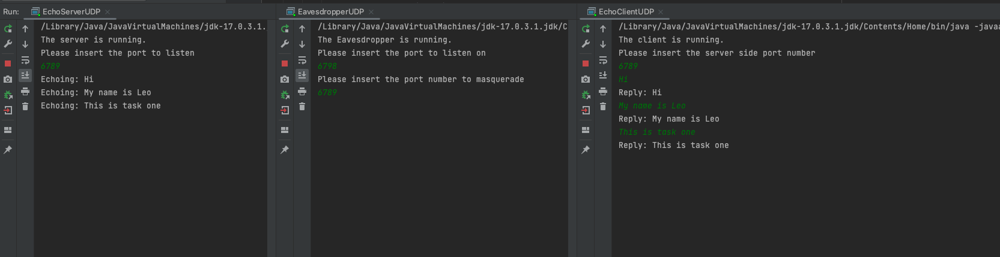 Run: EchoServerUDP
/Library/Java/JavaVirtualMachines/jdk-17.0.3.1.
The server is running.
Please insert the port to listen
6789
Echoing: Hi
Echoing: My name is Leo
Echoing: This is task one
EavesdropperUDP
/Library/Java/JavaVirtualMachines/jdk-17.0.3.1.jdk/C
The Eavesdropper is running.
Please insert the port to listen on
6798
Please insert the port number to masquerade
6789
EchoClientUDP
/Library/Java/JavaVirtualMachines/jdk-17.0.3.1.jdk/Contents/Home/bin/java -java
The client is running.
Please insert the server side port number
6789
Hi
Reply: Hi
My name is Leo
Reply: My name is Leo
This is task one
Reply: This is task one